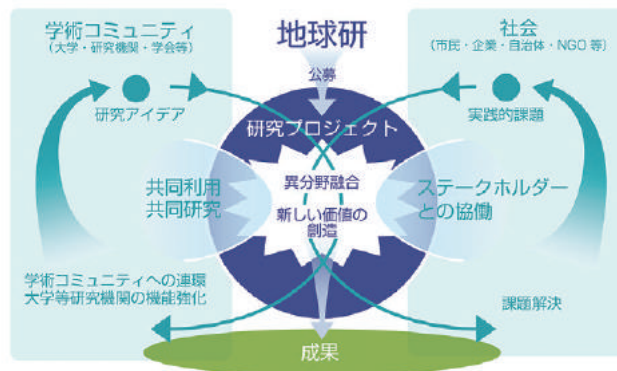 学術コミュニティ
（大学・研究機関・学会等）
研究アイデア
地球研
公募
社会
（市民・企業・自治体・NGO 等）
実践的課題
研究プロジェクト
異分野融合
新しい価値の
創造
共同利用
共同研究
ステークホルダー
との協働
学術コミュニティへの連環
大学等研究機関の機能強化
課題解決
成果